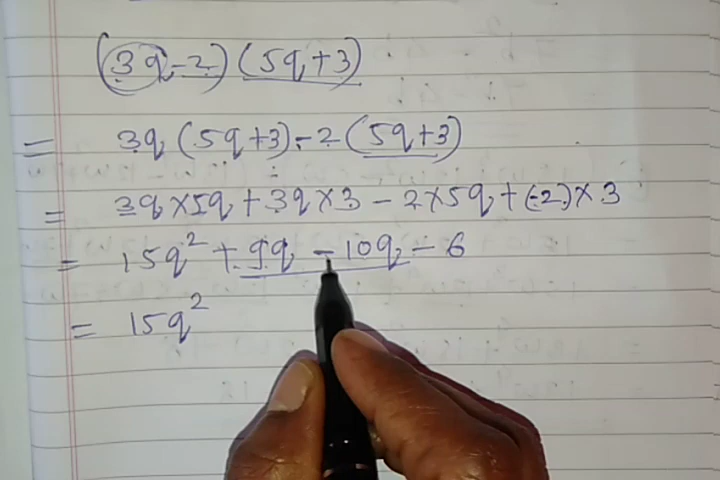 (3q-2)(5q+3)
= 3q(5q+3)-2(5q+3)
= 3q×5q+3q×3-2×5q+(-2)×3
= 15q²+9q-10q-6
= 15q²